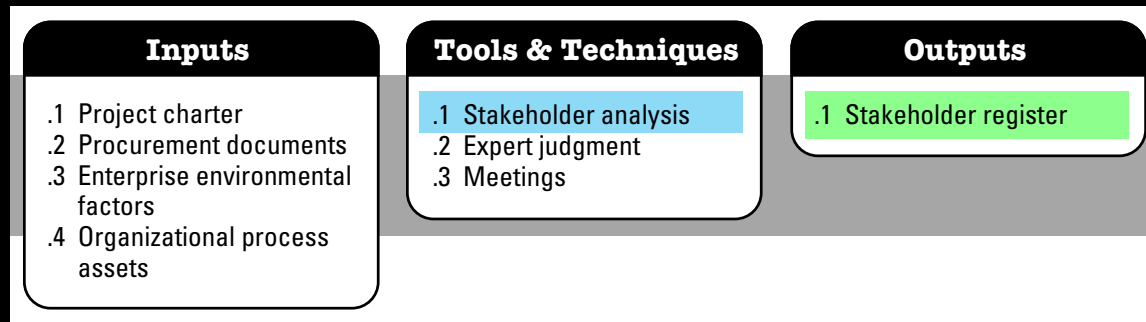 Inputs
.1 Project charter
.2 Procurement documents
.3 Enterprise environmental
factors
.4 Organizational process
assets
Tools & Techniques
.1 Stakeholder analysis
.2 Expert judgment
.3 Meetings
Outputs
.1 Stakeholder register